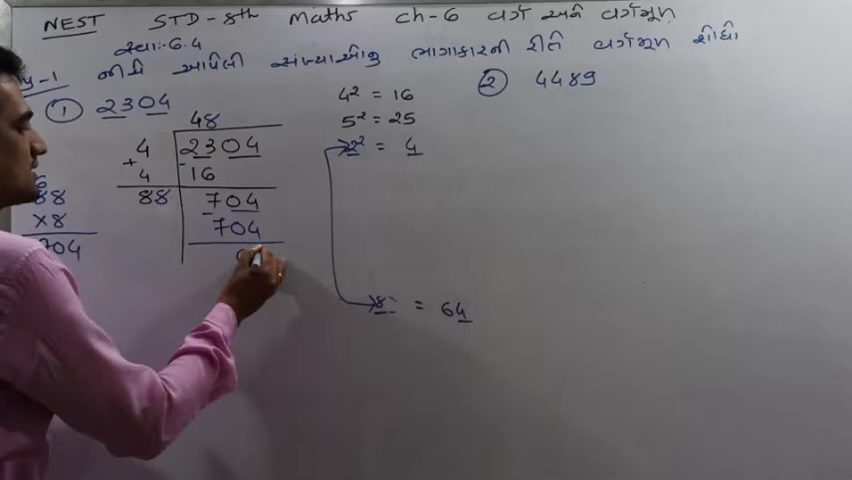 NEST STD - 8th Maths Ch-6 વર્ગ અને વર્ગમૂળ
સ્વા:-6.4
નીચે આપેલી સંખ્યાઓનું ભાગાકારની રીતે વર્ગમૂળ શોધો
① 2304
② 4489
48
4 2304
+ - 16
4
88 704
- 704
0
88
×8
704
4² = 16
5² = 25
2² = 4
8² = 64